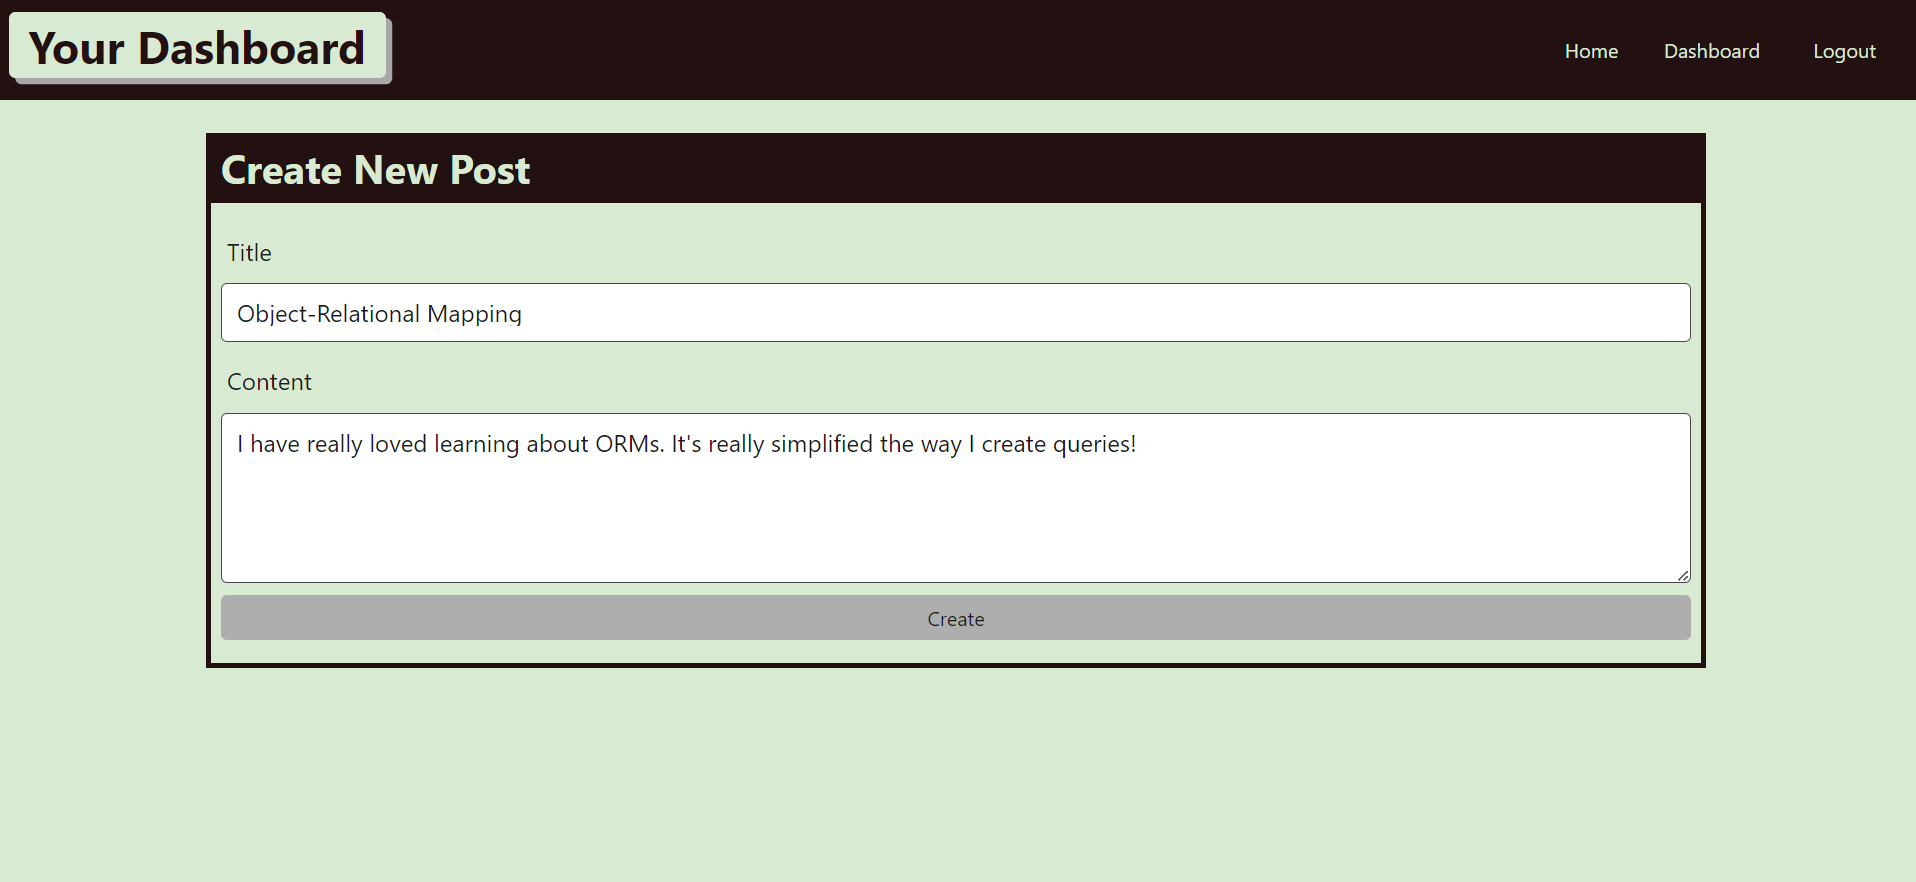 Your Dashboard
Home Dashboard Logout
Create New Post
Title
Object-Relational Mapping
Content
I have really loved learning about ORMs. It's really simplified the way I create queries!
Create